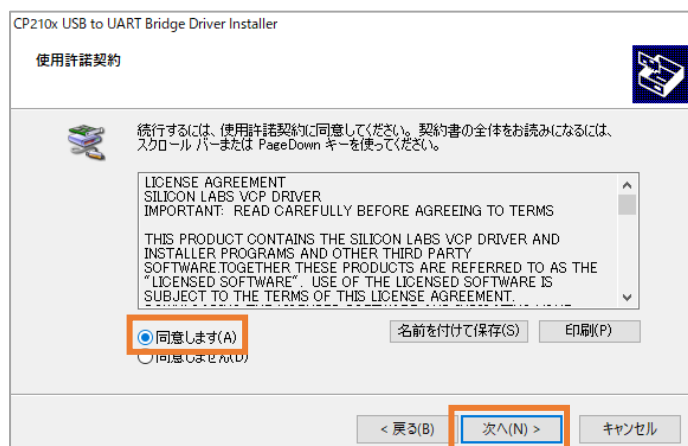 CP210x USB to UART Bridge Driver Installer
使用許諾契約
続行するには、使用許諾契約に同意してください。契約書の全体をお読みになるには、
スクロール バーまたは PageDown キーを使ってください。
LICENSE AGREEMENT
SILICON LABS VCP DRIVER
IMPORTANT: READ CAREFULLY BEFORE AGREEING TO TERMS
THIS PRODUCT CONTAINS THE SILICON LABS VCP DRIVER AND
INSTALLER PROGRAMS AND OTHER THIRD PARTY
SOFTWARE.TOGETHER THESE PRODUCTS ARE REFERRED TO AS THE
"LICENSED SOFTWARE". USE OF THE LICENSED SOFTWARE IS
SUBJECT TO THE TERMS OF THIS LICENSE AGREEMENT.
同意します(A)
名前を付けて保存(S)
印刷(P)
同意しません(D)
< 戻る(B)
次へ(N) >
キャンセル